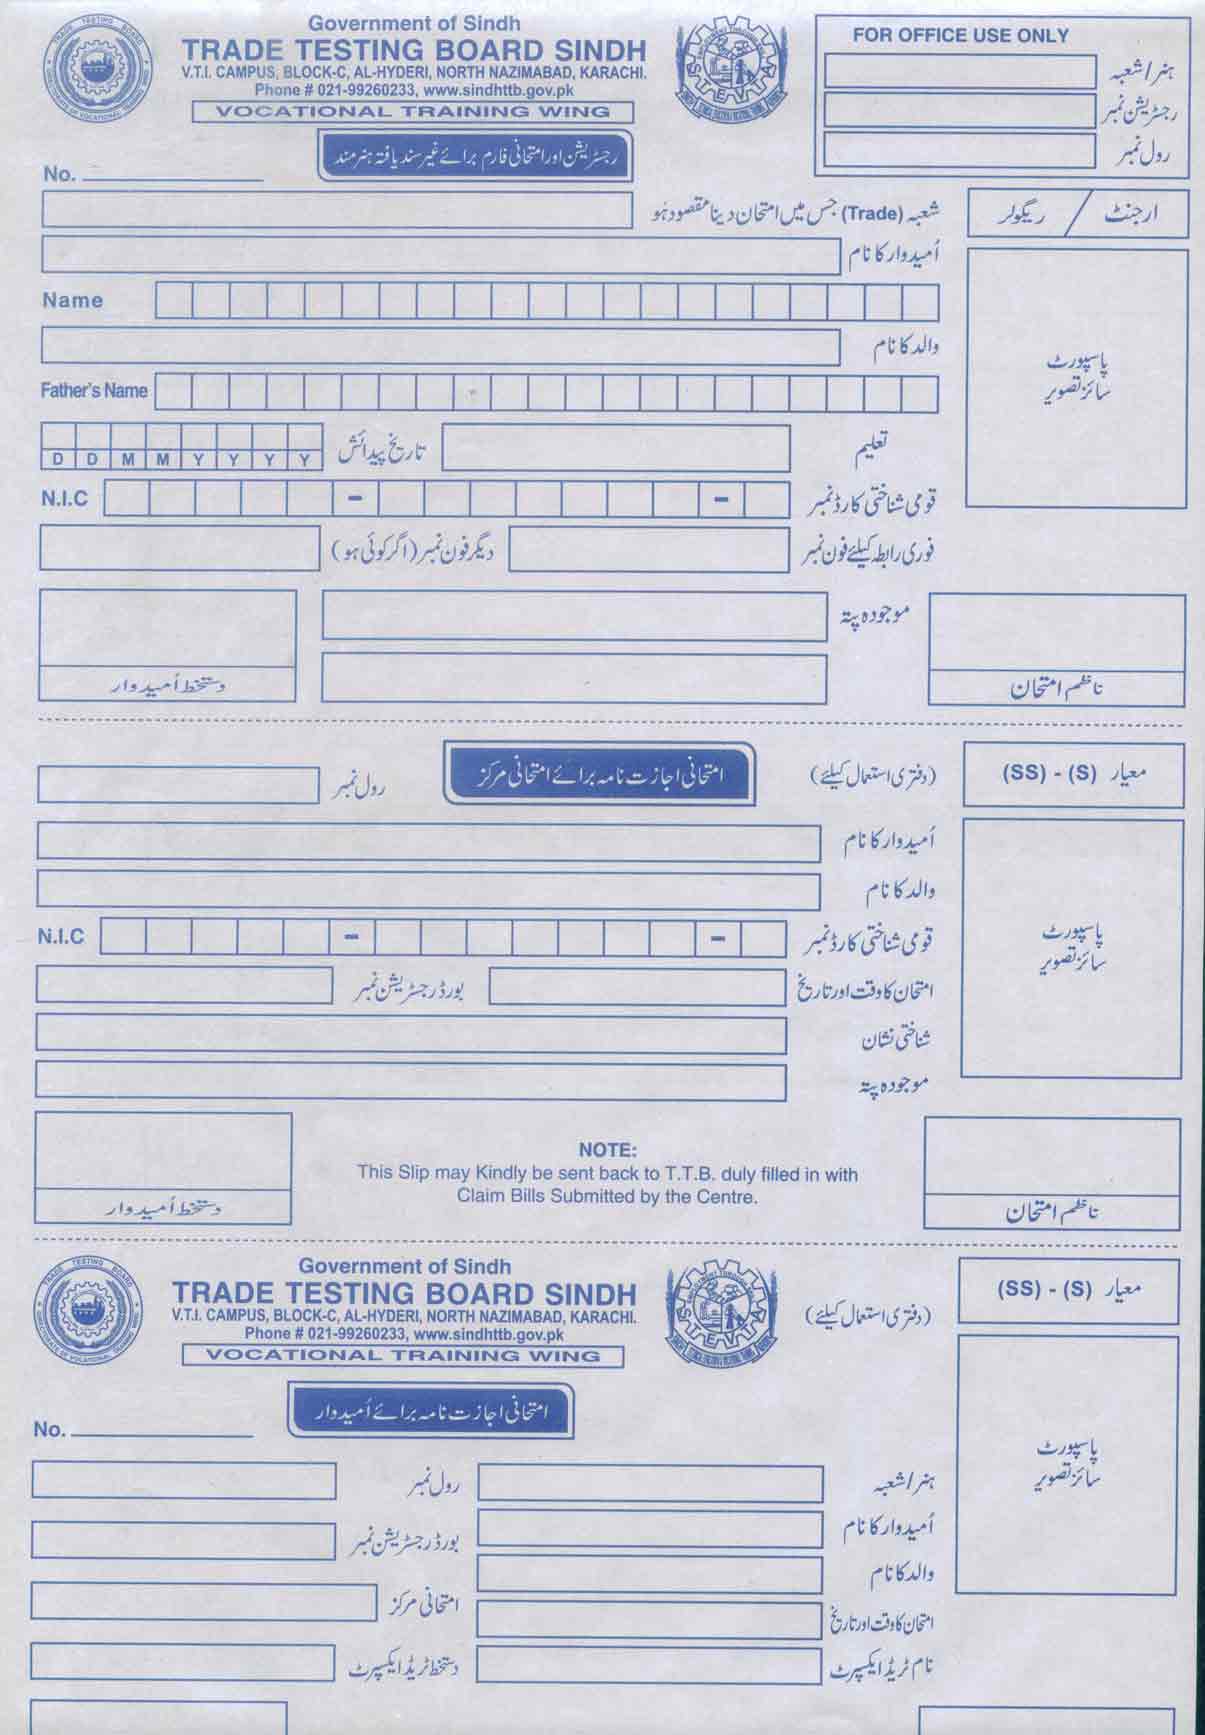 Government of Sindh
TRADE TESTING BOARD SINDH
V.T.I. CAMPUS, BLOCK-C, AL-HYDERI, NORTH NAZIMABAD, KARACHI.
Phone # 021-99260233, www.sindhttb.gov.pk
VOCATIONAL TRAINING WING
FOR OFFICE USE ONLY
ہنر/شعبہ
رجسٹریشن نمبر
رول نمبر
رجسٹریشن اور امتحانی فارم برائے غیر سند یافتہ ہنرمند
No.
ارجنٹ / ریگولر
شعبہ (Trade) جس میں امتحان دینا مقصود ہو
اُمیدوار کا نام
Name
والد کا نام
پاسپورٹ
سائز تصویر
Father's Name
تعلیم
تاریخ پیدائش
D D M M Y Y Y Y
قومی شناختی کارڈ نمبر
- -
N.I.C
فوری رابطہ کیلئے فون نمبر
دیگر فون نمبر (اگر کوئی ہو)
موجودہ پتہ
ناظم امتحان
دستخط اُمیدوار
معیار (S) - (SS)
(دفتری استعمال کیلئے)
امتحانی اجازت نامہ برائے امتحانی مرکز
رول نمبر
اُمیدوار کا نام
والد کا نام
پاسپورٹ
سائز تصویر
قومی شناختی کارڈ نمبر
- -
N.I.C
امتحان کا وقت اور تاریخ
بورڈ رجسٹریشن نمبر
شناختی نشان
موجودہ پتہ
NOTE:
This Slip may Kindly be sent back to T.T.B. duly filled in with
Claim Bills Submitted by the Centre.
ناظم امتحان
دستخط اُمیدوار
Government of Sindh
TRADE TESTING BOARD SINDH
V.T.I. CAMPUS, BLOCK-C, AL-HYDERI, NORTH NAZIMABAD, KARACHI.
Phone # 021-99260233, www.sindhttb.gov.pk
VOCATIONAL TRAINING WING
معیار (S) - (SS)
(دفتری استعمال کیلئے)
امتحانی اجازت نامہ برائے اُمیدوار
No.
پاسپورٹ
سائز تصویر
ہنر/شعبہ
رول نمبر
اُمیدوار کا نام
بورڈ رجسٹریشن نمبر
والد کا نام
امتحانی مرکز
امتحان کا وقت اور تاریخ
نام ٹریڈ ایکسپرٹ
دستخط ٹریڈ ایکسپرٹ